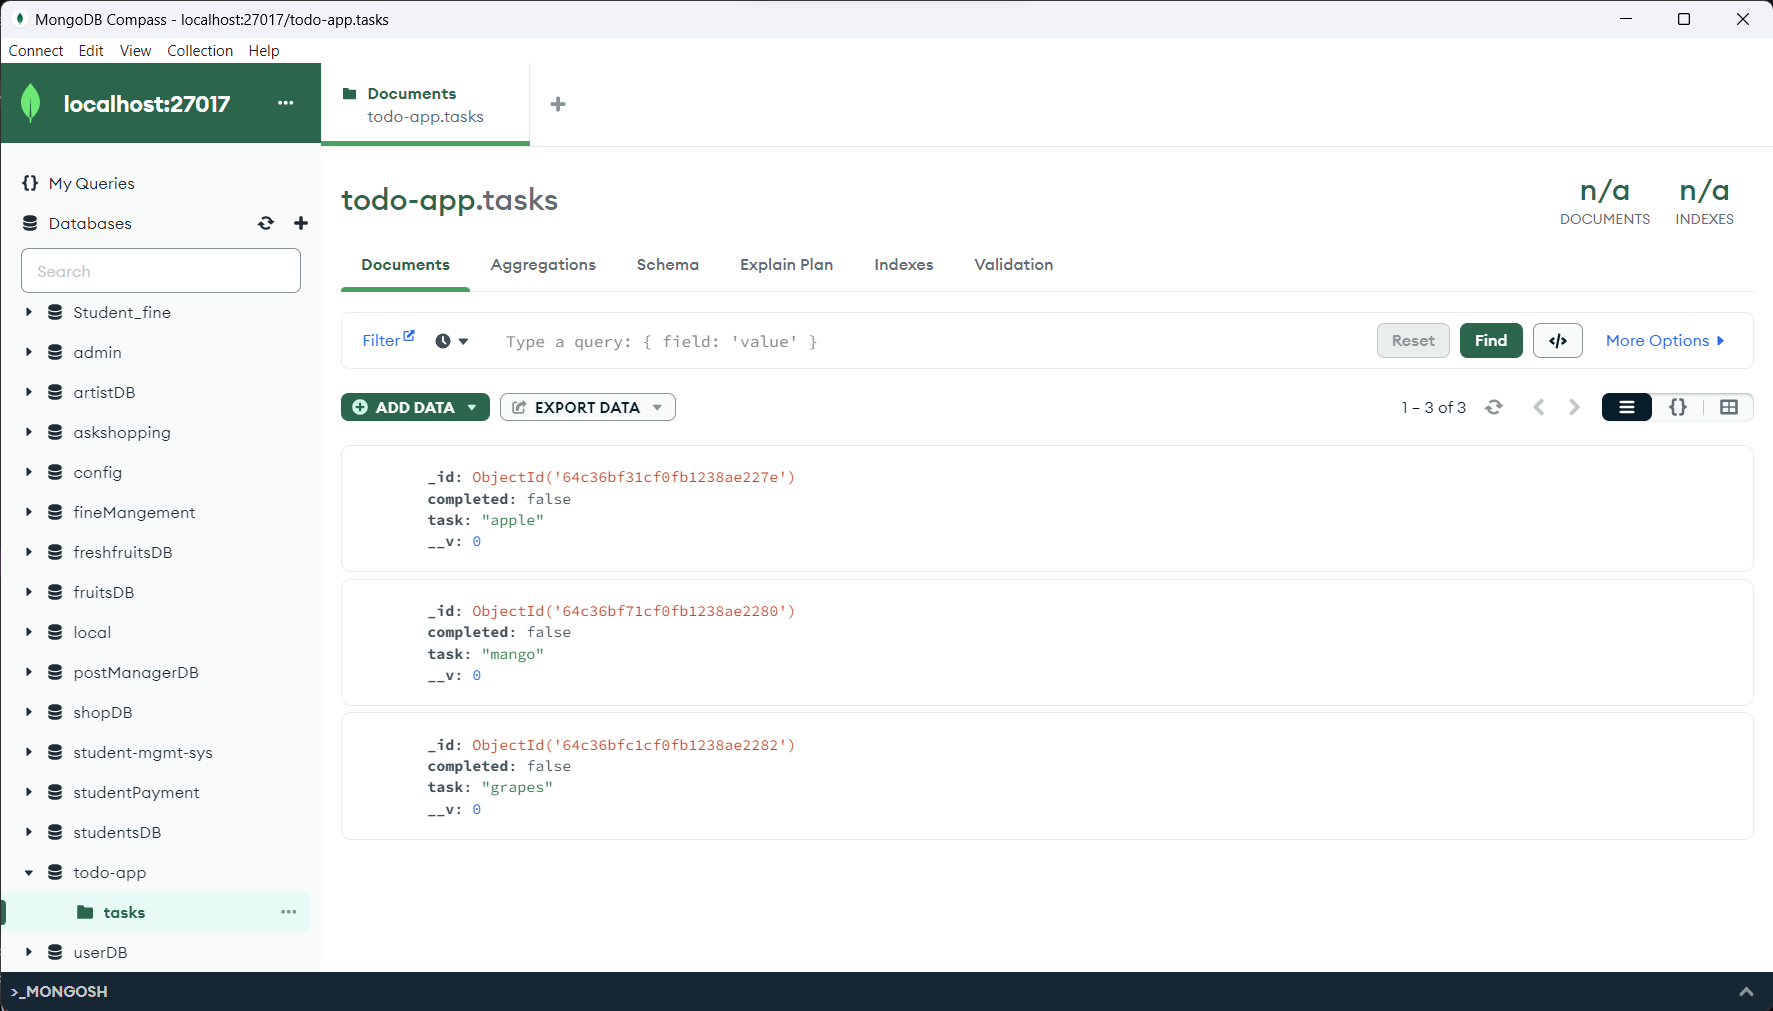 MongoDB Compass - localhost:27017/todo-app.tasks
Connect Edit View Collection Help
localhost:27017
Documents
todo-app.tasks
My Queries
Databases
Search
Student_fine
admin
artistDB
askshopping
config
fineMangement
freshfruitsDB
fruitsDB
local
postManagerDB
shopDB
student-mgmt-sys
studentPayment
studentsDB
todo-app
tasks
userDB
todo-app.tasks
n/a n/a
DOCUMENTS INDEXES
Documents Aggregations Schema Explain Plan Indexes Validation
Filter Type a query: { field: 'value' } Reset Find </> More Options
ADD DATA EXPORT DATA 1 – 3 of 3 {}
_id: ObjectId('64c36bf31cf0fb1238ae227e')
completed: false
task: "apple"
__v: 0
_id: ObjectId('64c36bf71cf0fb1238ae2280')
completed: false
task: "mango"
__v: 0
_id: ObjectId('64c36bfc1cf0fb1238ae2282')
completed: false
task: "grapes"
__v: 0
>_MONGOSH